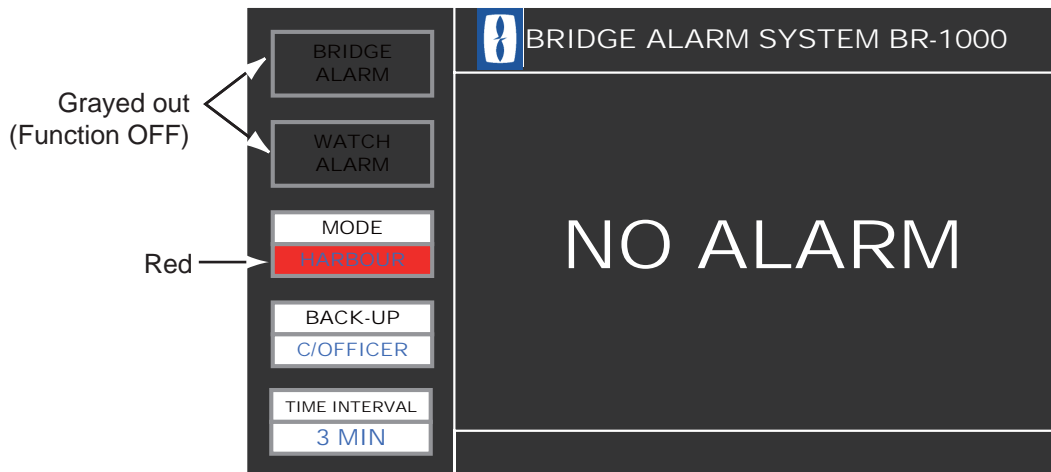 Grayed out
(Function OFF)
Red
BRIDGE
ALARM
WATCH
ALARM
MODE
HARBOUR
BACK-UP
C/OFFICER
TIME INTERVAL
3 MIN
BRIDGE ALARM SYSTEM BR-1000
NO ALARM